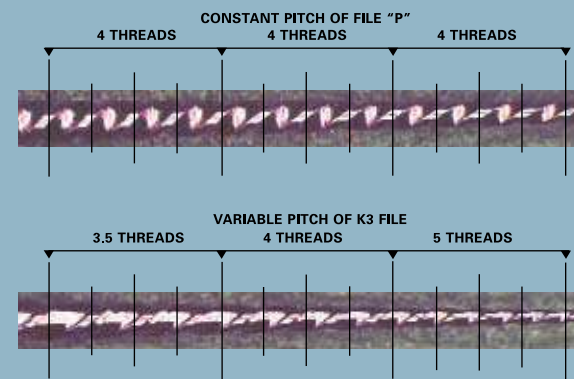 CONSTANT PITCH OF FILE “P”
4 THREADS 4 THREADS 4 THREADS
VARIABLE PITCH OF K3 FILE
3.5 THREADS 4 THREADS 5 THREADS